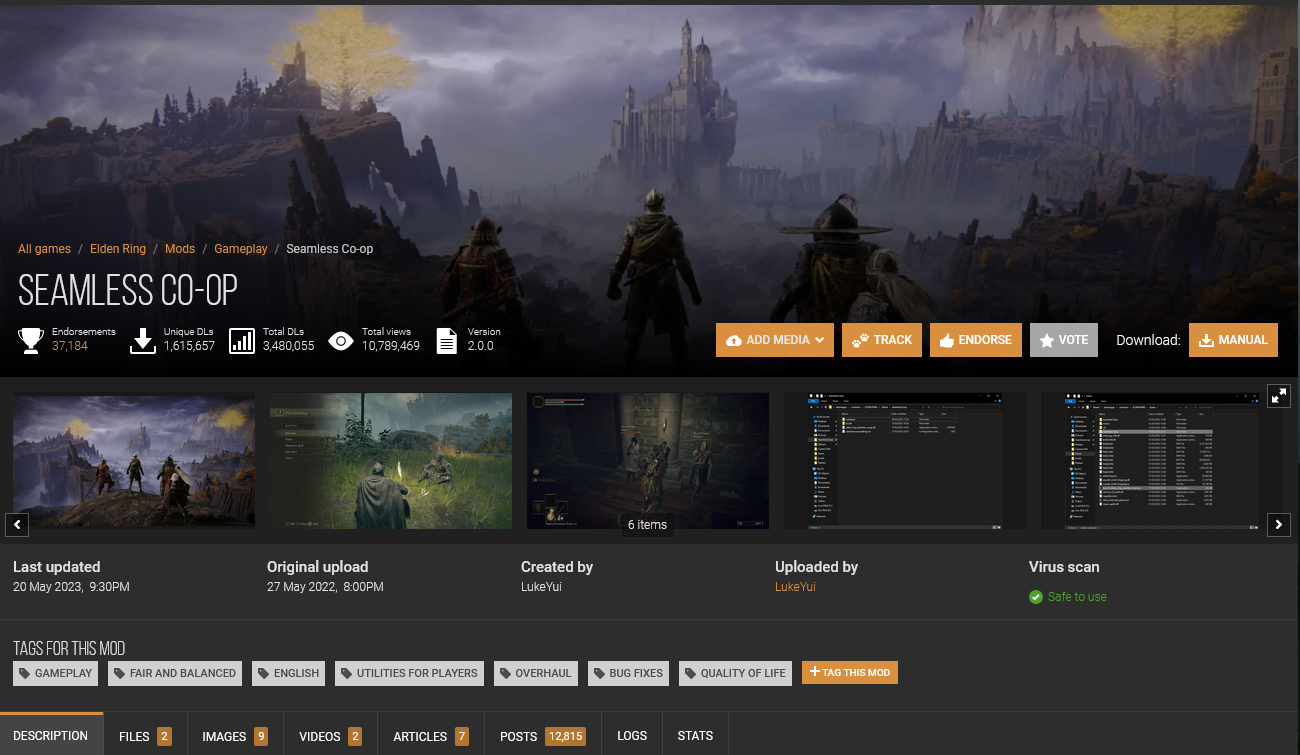 All games / Elden Ring / Mods / Gameplay / Seamless Co-op
SEAMLESS CO-OP
Endorsements
37,184
Unique DLs
1,615,657
Total DLs
3,480,055
Total views
10,789,469
Version
2.0.0
ADD MEDIA
TRACK
ENDORSE
VOTE
Download:
MANUAL
6 items
Last updated
20 May 2023, 9:30PM
Original upload
27 May 2022, 8:00PM
Created by
LukeYui
Uploaded by
LukeYui
Virus scan
Safe to use
TAGS FOR THIS MOD
GAMEPLAY
FAIR AND BALANCED
ENGLISH
UTILITIES FOR PLAYERS
OVERHAUL
BUG FIXES
QUALITY OF LIFE
+ TAG THIS MOD
DESCRIPTION
FILES 2
IMAGES 9
VIDEOS 2
ARTICLES 7
POSTS 12,815
LOGS
STATS